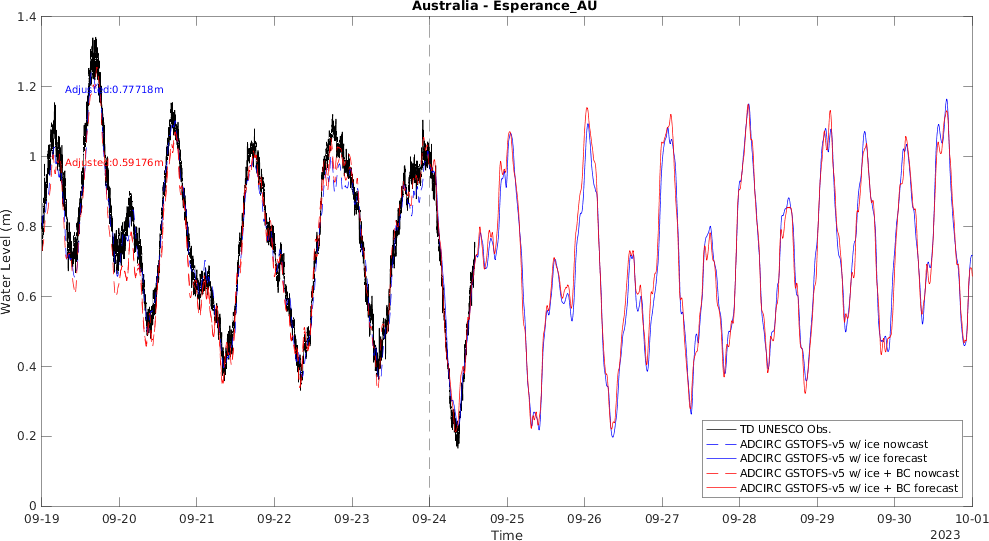 Australia - Esperance_AU
1.4
1.2
1
0.8
0.6
0.4
0.2
0
Water Level (m)
Adjusted:0.77718m
Adjusted:0.59176m
TD UNESCO Obs.
ADCIRC GSTOFS-v5 w/ ice nowcast
ADCIRC GSTOFS-v5 w/ ice forecast
ADCIRC GSTOFS-v5 w/ ice + BC nowcast
ADCIRC GSTOFS-v5 w/ ice + BC forecast
09-19 09-20 09-21 09-22 09-23 09-24 09-25 09-26 09-27 09-28 09-29 09-30 10-01
Time
2023